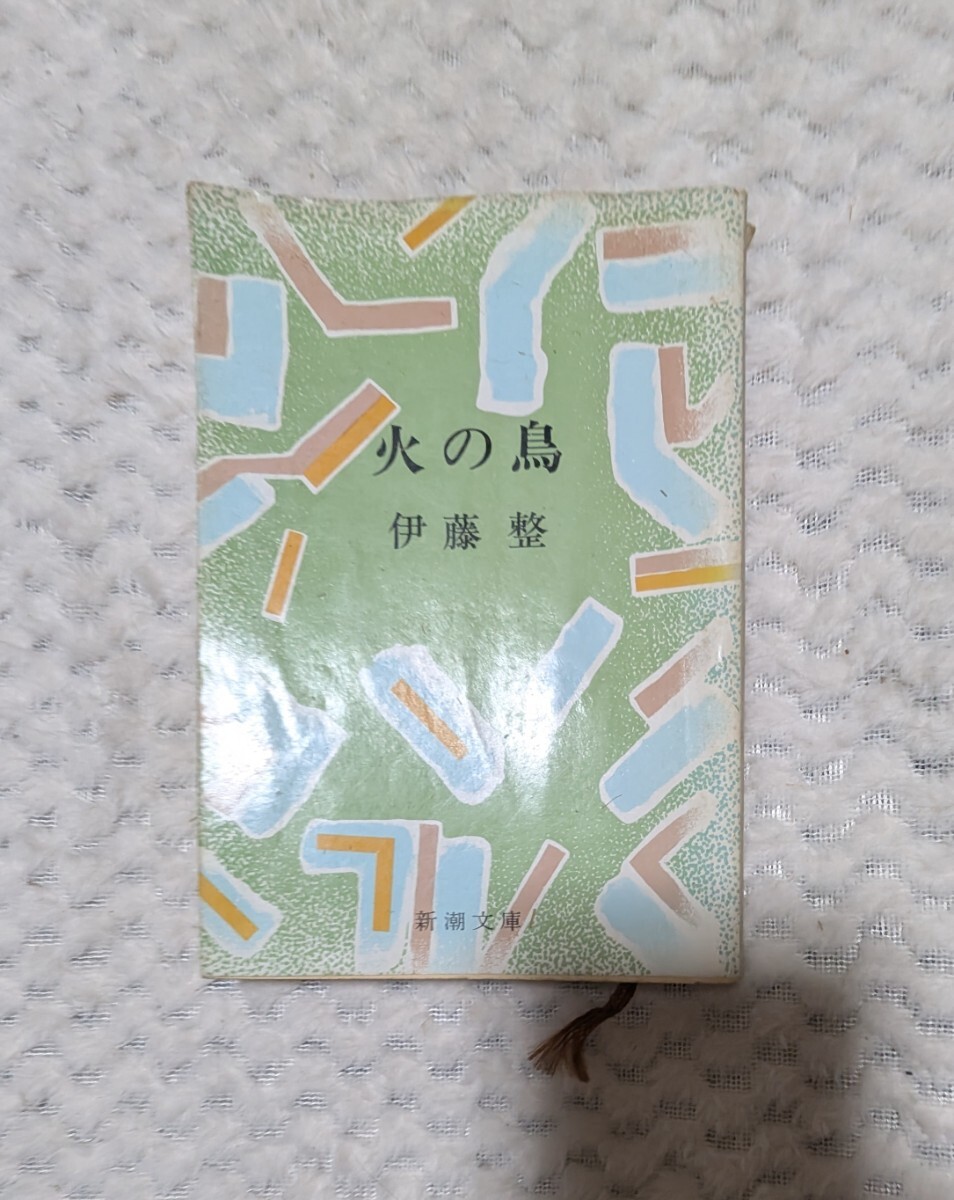 火の鳥
伊藤 整
新潮文庫